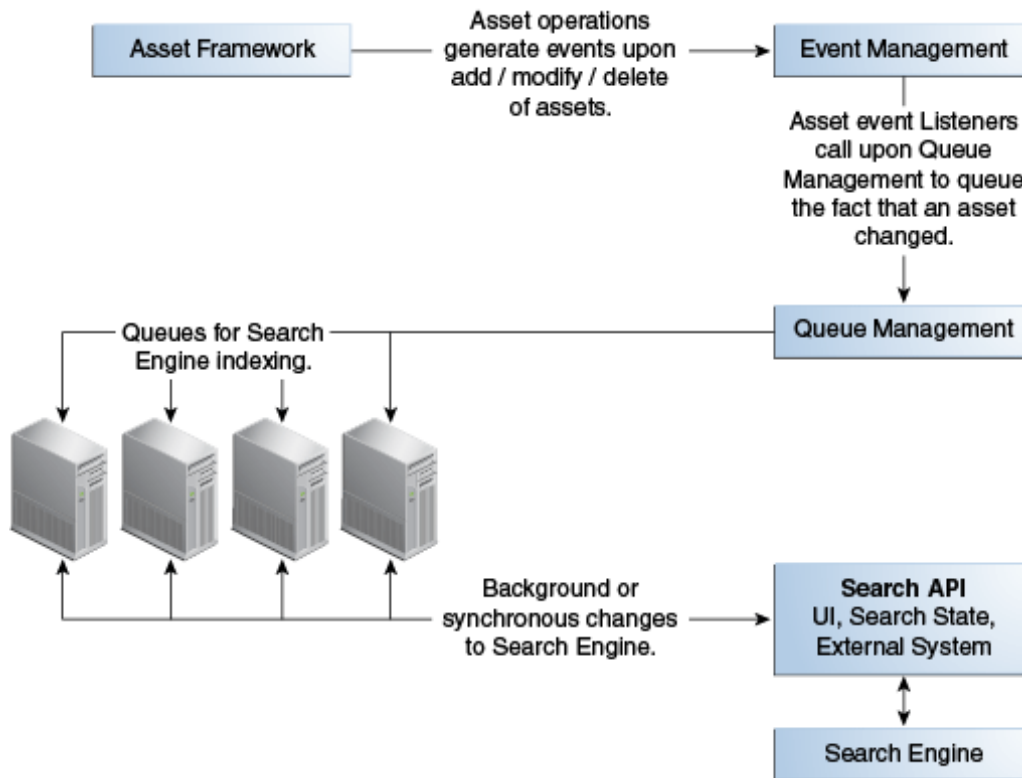 Asset Framework
Asset operations
generate events upon
add / modify / delete
of assets.
Event Management
Asset event Listeners
call upon Queue
Management to queue
the fact that an asset
changed.
Queue Management
Queues for Search
Engine indexing.
Background or
synchronous changes
to Search Engine.
Search API
UI, Search State,
External System
Search Engine